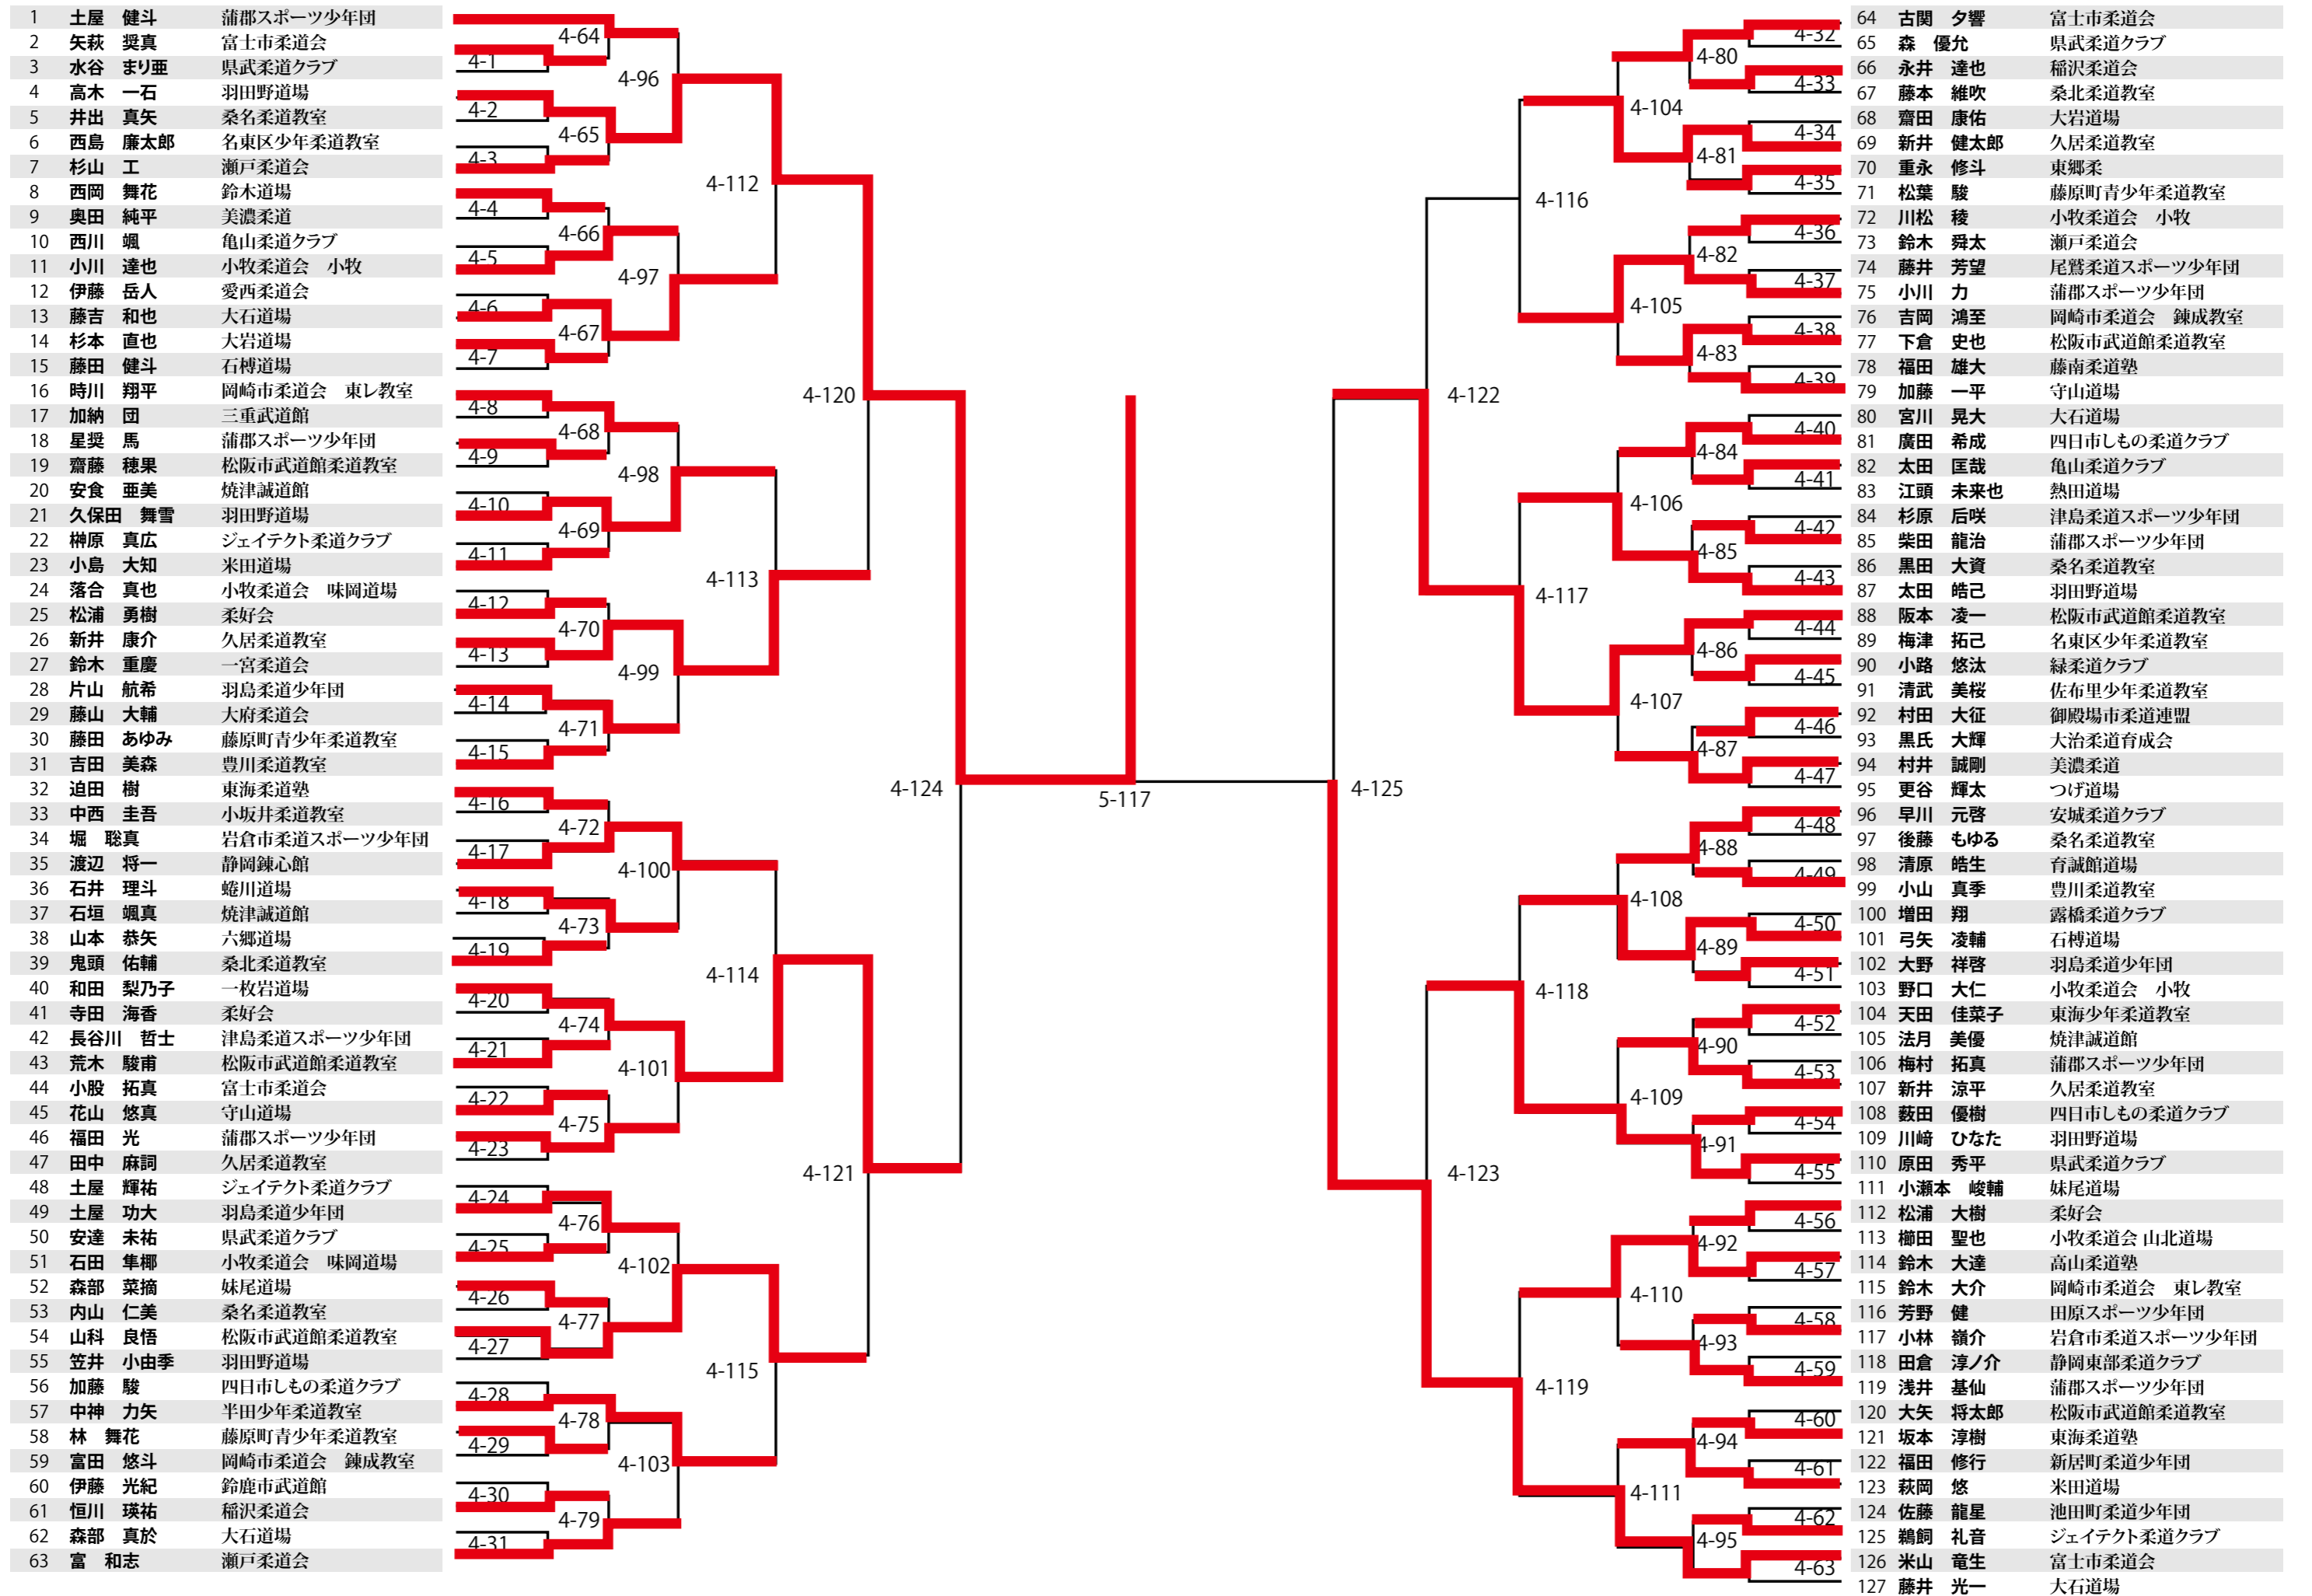 1 土屋 健斗 蒲郡スポーツ少年団
2 矢萩 奨真 富士市柔道会
3 水谷 まり亜 県武柔道クラブ
4 高木 一石 羽田野道場
5 井出 真矢 桑名柔道教室
6 西島 廉太郎 名東区少年柔道教室
7 杉山 工 瀬戸柔道会
8 西岡 舞花 鈴木道場
9 奥田 純平 美濃柔道
10 西川 颯 亀山柔道クラブ
11 小川 達也 小牧柔道会 小牧
12 伊藤 岳人 愛西柔道会
13 藤吉 和也 大石道場
14 杉本 直也 大岩道場
15 藤田 健斗 石榑道場
16 時川 翔平 岡崎市柔道会 東レ教室
17 加納 団 三重武道館
18 星奨 馬 蒲郡スポーツ少年団
19 齋藤 穂果 松阪市武道館柔道教室
20 安食 亜美 焼津誠道館
21 久保田 舞雪 羽田野道場
22 榊原 真広 ジェイテクト柔道クラブ
23 小島 大知 米田道場
24 落合 真也 小牧柔道会 味岡道場
25 松浦 勇樹 柔好会
26 新井 康介 久居柔道教室
27 鈴木 重慶 一宮柔道会
28 片山 航希 羽島柔道少年団
29 藤山 大輔 大府柔道会
30 藤田 あゆみ 藤原町青少年柔道教室
31 吉田 美森 豊川柔道教室
32 迫田 樹 東海柔道塾
33 中西 圭吾 小坂井柔道教室
34 堀 聡真 岩倉市柔道スポーツ少年団
35 渡辺 将一 静岡錬心館
36 石井 理斗 蜷川道場
37 石垣 颯真 焼津誠道館
38 山本 恭矢 六郷道場
39 鬼頭 佑輔 桑北柔道教室
40 和田 梨乃子 一枚岩道場
41 寺田 海香 柔好会
42 長谷川 哲士 津島柔道スポーツ少年団
43 荒木 駿甫 松阪市武道館柔道教室
44 小股 拓真 富士市柔道会
45 花山 悠真 守山道場
46 福田 光 蒲郡スポーツ少年団
47 田中 麻詞 久居柔道教室
48 土屋 輝祐 ジェイテクト柔道クラブ
49 土屋 功大 羽島柔道少年団
50 安達 未祐 県武柔道クラブ
51 石田 隼椰 小牧柔道会 味岡道場
52 森部 菜摘 妹尾道場
53 内山 仁美 桑名柔道教室
54 山科 良悟 松阪市武道館柔道教室
55 笠井 小由季 羽田野道場
56 加藤 駿 四日市しもの柔道クラブ
57 中神 力矢 半田少年柔道教室
58 林 舞花 藤原町青少年柔道教室
59 富田 悠斗 岡崎市柔道会 錬成教室
60 伊藤 光紀 鈴鹿市武道館
61 恒川 瑛祐 稲沢柔道会
62 森部 真於 大石道場
63 富 和志 瀬戸柔道会
4-1
4-2
4-3
4-4
4-5
4-6
4-7
4-8
4-9
4-10
4-11
4-12
4-13
4-14
4-15
4-16
4-17
4-18
4-19
4-20
4-21
4-22
4-23
4-24
4-25
4-26
4-27
4-28
4-29
4-30
4-31
4-64
4-65
4-66
4-67
4-68
4-69
4-70
4-71
4-72
4-73
4-74
4-75
4-76
4-77
4-78
4-79
4-96
4-97
4-98
4-99
4-100
4-101
4-102
4-103
4-112
4-113
4-114
4-115
4-120
4-121
4-124
5-117
4-125
4-122
4-123
4-116
4-117
4-118
4-119
4-104
4-105
4-106
4-107
4-108
4-109
4-110
4-111
4-80
4-81
4-82
4-83
4-84
4-85
4-86
4-87
4-88
4-89
4-90
4-91
4-92
4-93
4-94
4-95
4-32
4-33
4-34
4-35
4-36
4-37
4-38
4-39
4-40
4-41
4-42
4-43
4-44
4-45
4-46
4-47
4-48
4-49
4-50
4-51
4-52
4-53
4-54
4-55
4-56
4-57
4-58
4-59
4-60
4-61
4-62
4-63
64 古関 夕響 富士市柔道会
65 森 優允 県武柔道クラブ
66 永井 達也 稲沢柔道会
67 藤本 維吹 桑北柔道教室
68 齋田 康佑 大岩道場
69 新井 健太郎 久居柔道教室
70 重永 修斗 東郷柔
71 松葉 駿 藤原町青少年柔道教室
72 川松 稜 小牧柔道会 小牧
73 鈴木 舜太 瀬戸柔道会
74 藤井 芳望 尾鷲柔道スポーツ少年団
75 小川 力 蒲郡スポーツ少年団
76 吉岡 鴻至 岡崎市柔道会 錬成教室
77 下倉 史也 松阪市武道館柔道教室
78 福田 雄大 藤南柔道塾
79 加藤 一平 守山道場
80 宮川 晃大 大石道場
81 廣田 希成 四日市しもの柔道クラブ
82 太田 匡哉 亀山柔道クラブ
83 江頭 未来也 熱田道場
84 杉原 后咲 津島柔道スポーツ少年団
85 柴田 龍治 蒲郡スポーツ少年団
86 黒田 大資 桑名柔道教室
87 太田 皓己 羽田野道場
88 阪本 凌一 松阪市武道館柔道教室
89 梅津 拓己 名東区少年柔道教室
90 小路 悠汰 緑柔道クラブ
91 清武 美桜 佐布里少年柔道教室
92 村田 大征 御殿場市柔道連盟
93 黒氏 大輝 大治柔道育成会
94 村井 誠剛 美濃柔道
95 更谷 輝太 つげ道場
96 早川 元啓 安城柔道クラブ
97 後藤 もゆる 桑名柔道教室
98 清原 皓生 育誠館道場
99 小山 真季 豊川柔道教室
100 増田 翔 露橋柔道クラブ
101 弓矢 凌輔 石榑道場
102 大野 祥啓 羽島柔道少年団
103 野口 大仁 小牧柔道会 小牧
104 天田 佳菜子 東海少年柔道教室
105 法月 美優 焼津誠道館
106 梅村 拓真 蒲郡スポーツ少年団
107 新井 涼平 久居柔道教室
108 薮田 優樹 四日市しもの柔道クラブ
109 川﨑 ひなた 羽田野道場
110 原田 秀平 県武柔道クラブ
111 小瀬本 峻輔 妹尾道場
112 松浦 大樹 柔好会
113 櫛田 聖也 小牧柔道会 山北道場
114 鈴木 大達 高山柔道塾
115 鈴木 大介 岡崎市柔道会 東レ教室
116 芳野 健 田原スポーツ少年団
117 小林 嶺介 岩倉市柔道スポーツ少年団
118 田倉 淳ノ介 静岡東部柔道クラブ
119 浅井 基仙 蒲郡スポーツ少年団
120 大矢 将太郎 松阪市武道館柔道教室
121 坂本 淳樹 東海柔道塾
122 福田 修行 新居町柔道少年団
123 萩岡 悠 米田道場
124 佐藤 龍星 池田町柔道少年団
125 鵜飼 礼音 ジェイテクト柔道クラブ
126 米山 竜生 富士市柔道会
127 藤井 光一 大石道場